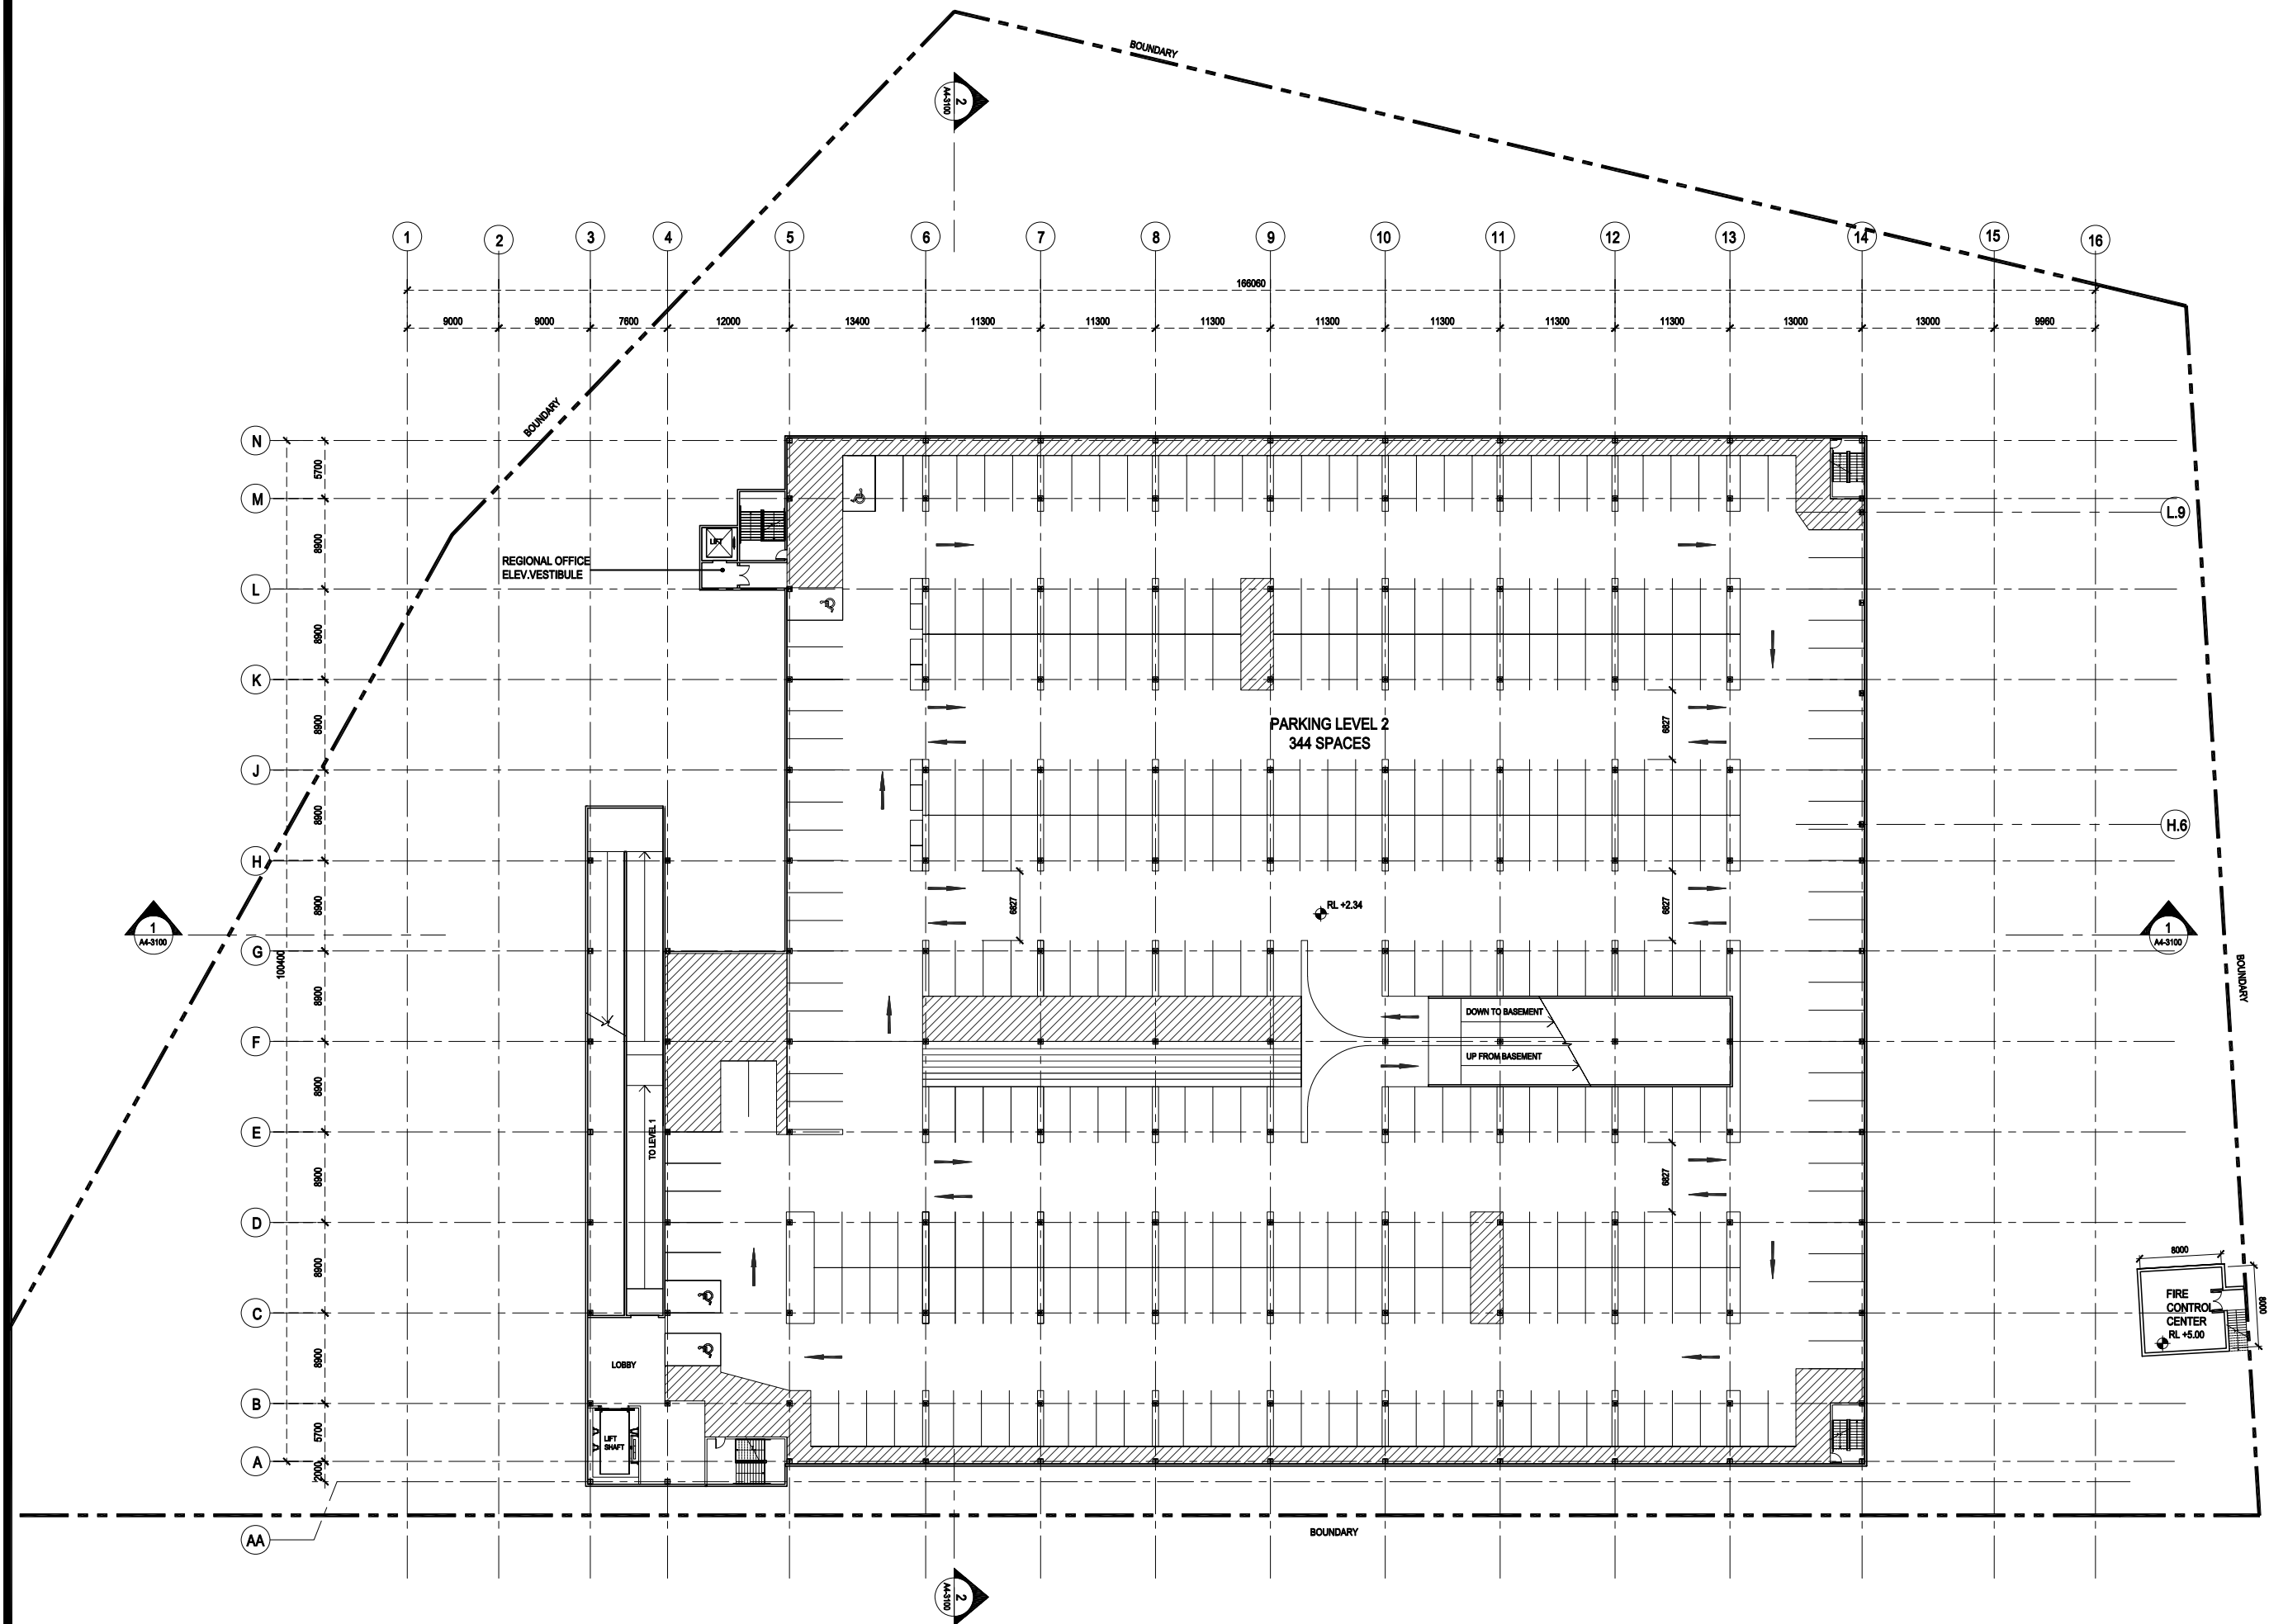 BOUNDARY
2
A4-3100
1
2
3
4
5
6
7
8
9
10
11
12
13
14
15
16
166060
9000
9000
7600
12000
13400
11300
11300
11300
11300
11300
11300
11300
13000
13000
9960
BOUNDARY
N
5700
M
L.9
8900
LIFT
REGIONAL OFFICE
ELEV.VESTIBULE
L
8900
K
8900
PARKING LEVEL 2
344 SPACES
6827
J
8900
H.6
H
8900
6827
6827
RL +2.34
1
A4-3100
1
A4-3100
G
100400
BOUNDARY
8900
DOWN TO BASEMENT
F
UP FROM BASEMENT
8900
E
TO LEVEL 1
8900
6827
D
8900
8000
8000
FIRE
CONTROL
CENTER
RL +5.00
C
8900
LOBBY
B
5700
LIFT
SHAFT
A
2000
AA
BOUNDARY
2
A4-3100